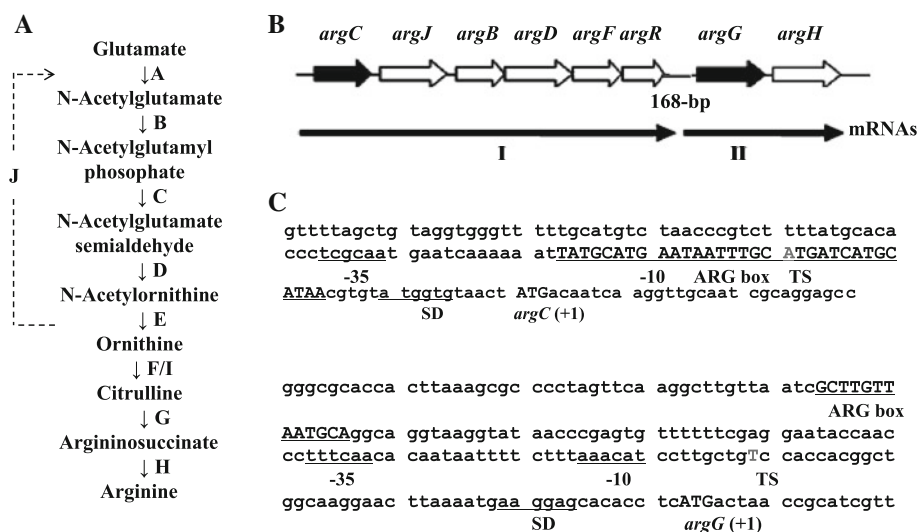 A
Glutamate
↓ A
N-Acetylglutamate
↓ B
N-Acetylglutamyl
phosophate
J
↓ C
N-Acetylglutamate
semialdehyde
↓ D
N-Acetylornithine
↓ E
Ornithine
↓ F/I
Citrulline
↓ G
Argininosuccinate
↓ H
Arginine
B
argC argJ argB argD argF argR argG argH
168-bp
mRNAs
I II
C
gttttagctg taggtgggtt tttgcatgtc taacccgtct tttatgcaca
ccctcgcaat tgaatcaaaaa atTATGCATG AATAATTTGC ATGATCATGC
-35 -10 ARG box TS
ATAAcgtgta tggtgtaact ATGacaatca aggttgcaat cgcaggagcc
SD argC (+1)
gggcgcacca cttaaagcgc ccctagttca aggcttgtta atcGCTTGTT
ARG box
AATGCAggca ggtaaggtat aacccgagtg ttttttcgag gaataccaac
cctttcaaca caataatttt ctttaaacat ccttgctgTc caccacggct
-35 -10 TS
ggcaaggaac ttaaaatgaa ggagcacacc tcATGactaa ccgcatcgtt
SD argG (+1)